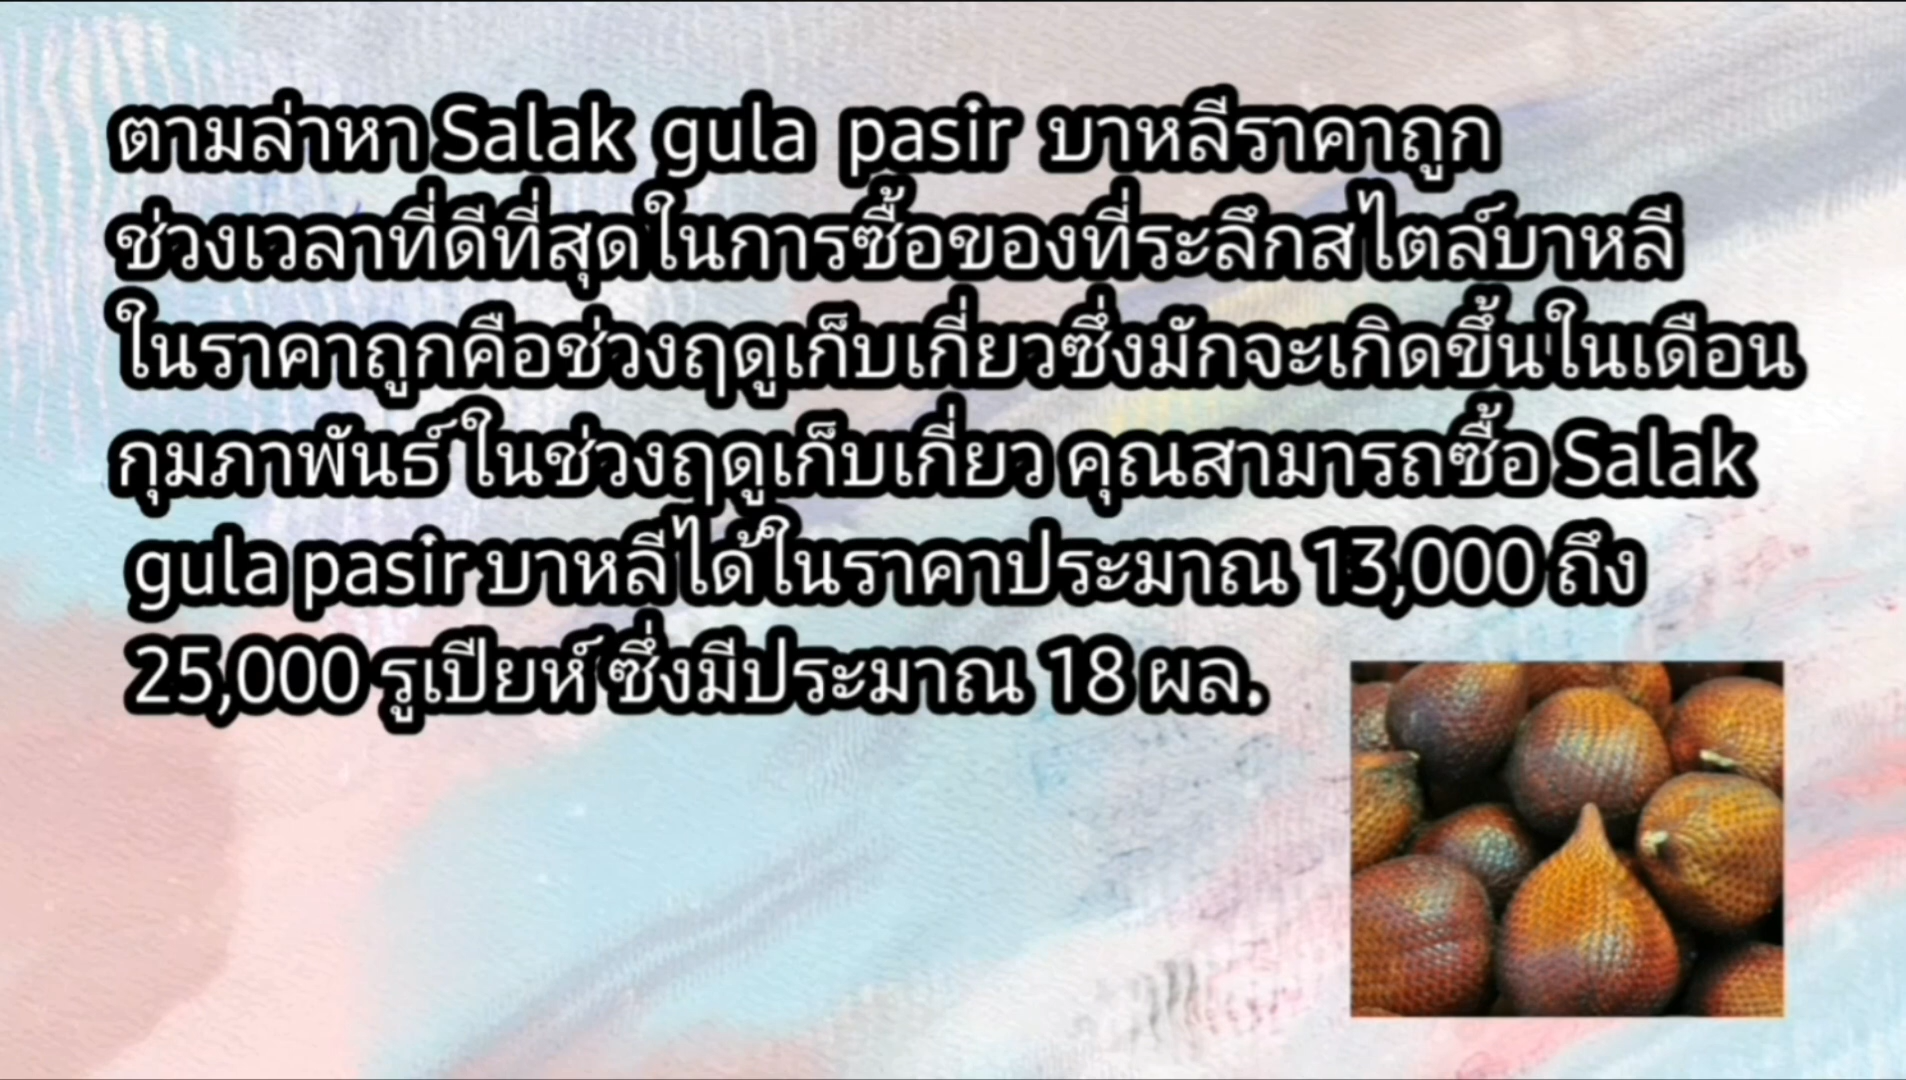 ตามล่าหา Salak gula pasir บาหลีราคาถูก
ช่วงเวลาที่ดีที่สุดในการซื้อของที่ระลึกสไตล์บาหลี
ในราคาถูกคือช่วงฤดูเก็บเกี่ยวซึ่งมักจะเกิดขึ้นในเดือน
กุมภาพันธ์ ในช่วงฤดูเก็บเกี่ยว คุณสามารถซื้อ Salak
gula pasir บาหลีได้ในราคาประมาณ 13,000 ถึง
25,000 รูเปียห์ ซึ่งมีประมาณ 18 ผล.